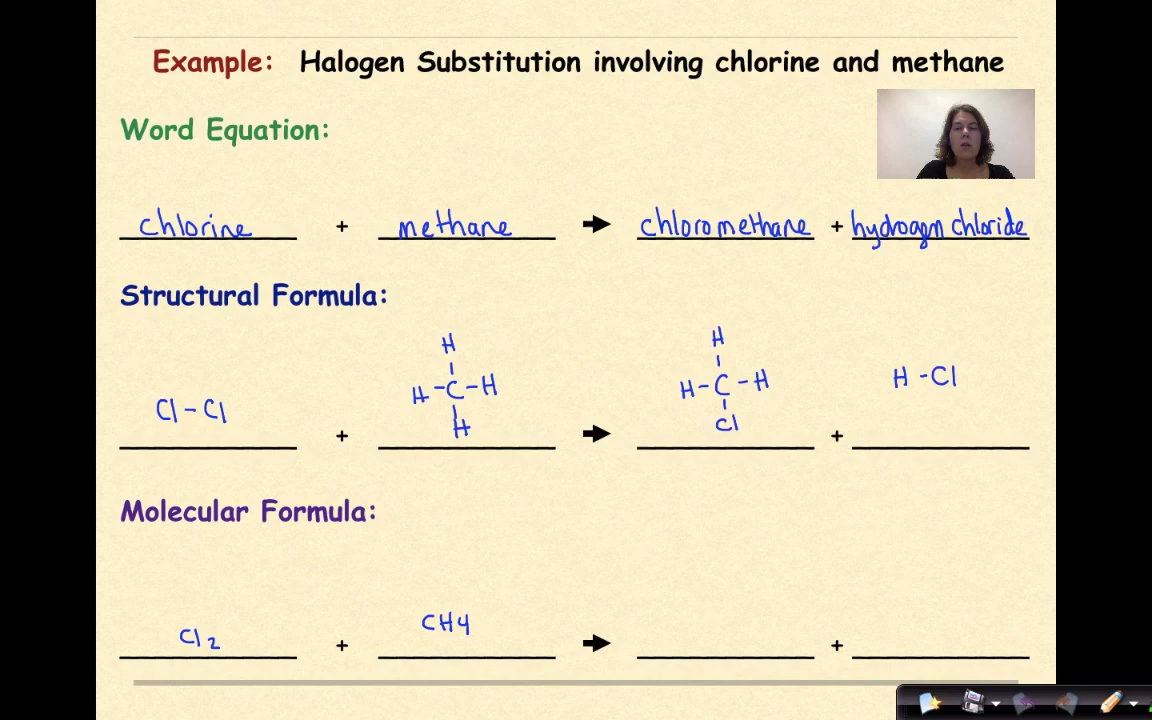 Example: Halogen Substitution involving chlorine and methane
Word Equation:
chlorine + methane → chloromethane + hydrogen chloride
Structural Formula:
H H
H-C-H H-C-H H-Cl
Cl-Cl H Cl
+ → +
Molecular Formula:
Cl2 + CH4 → +